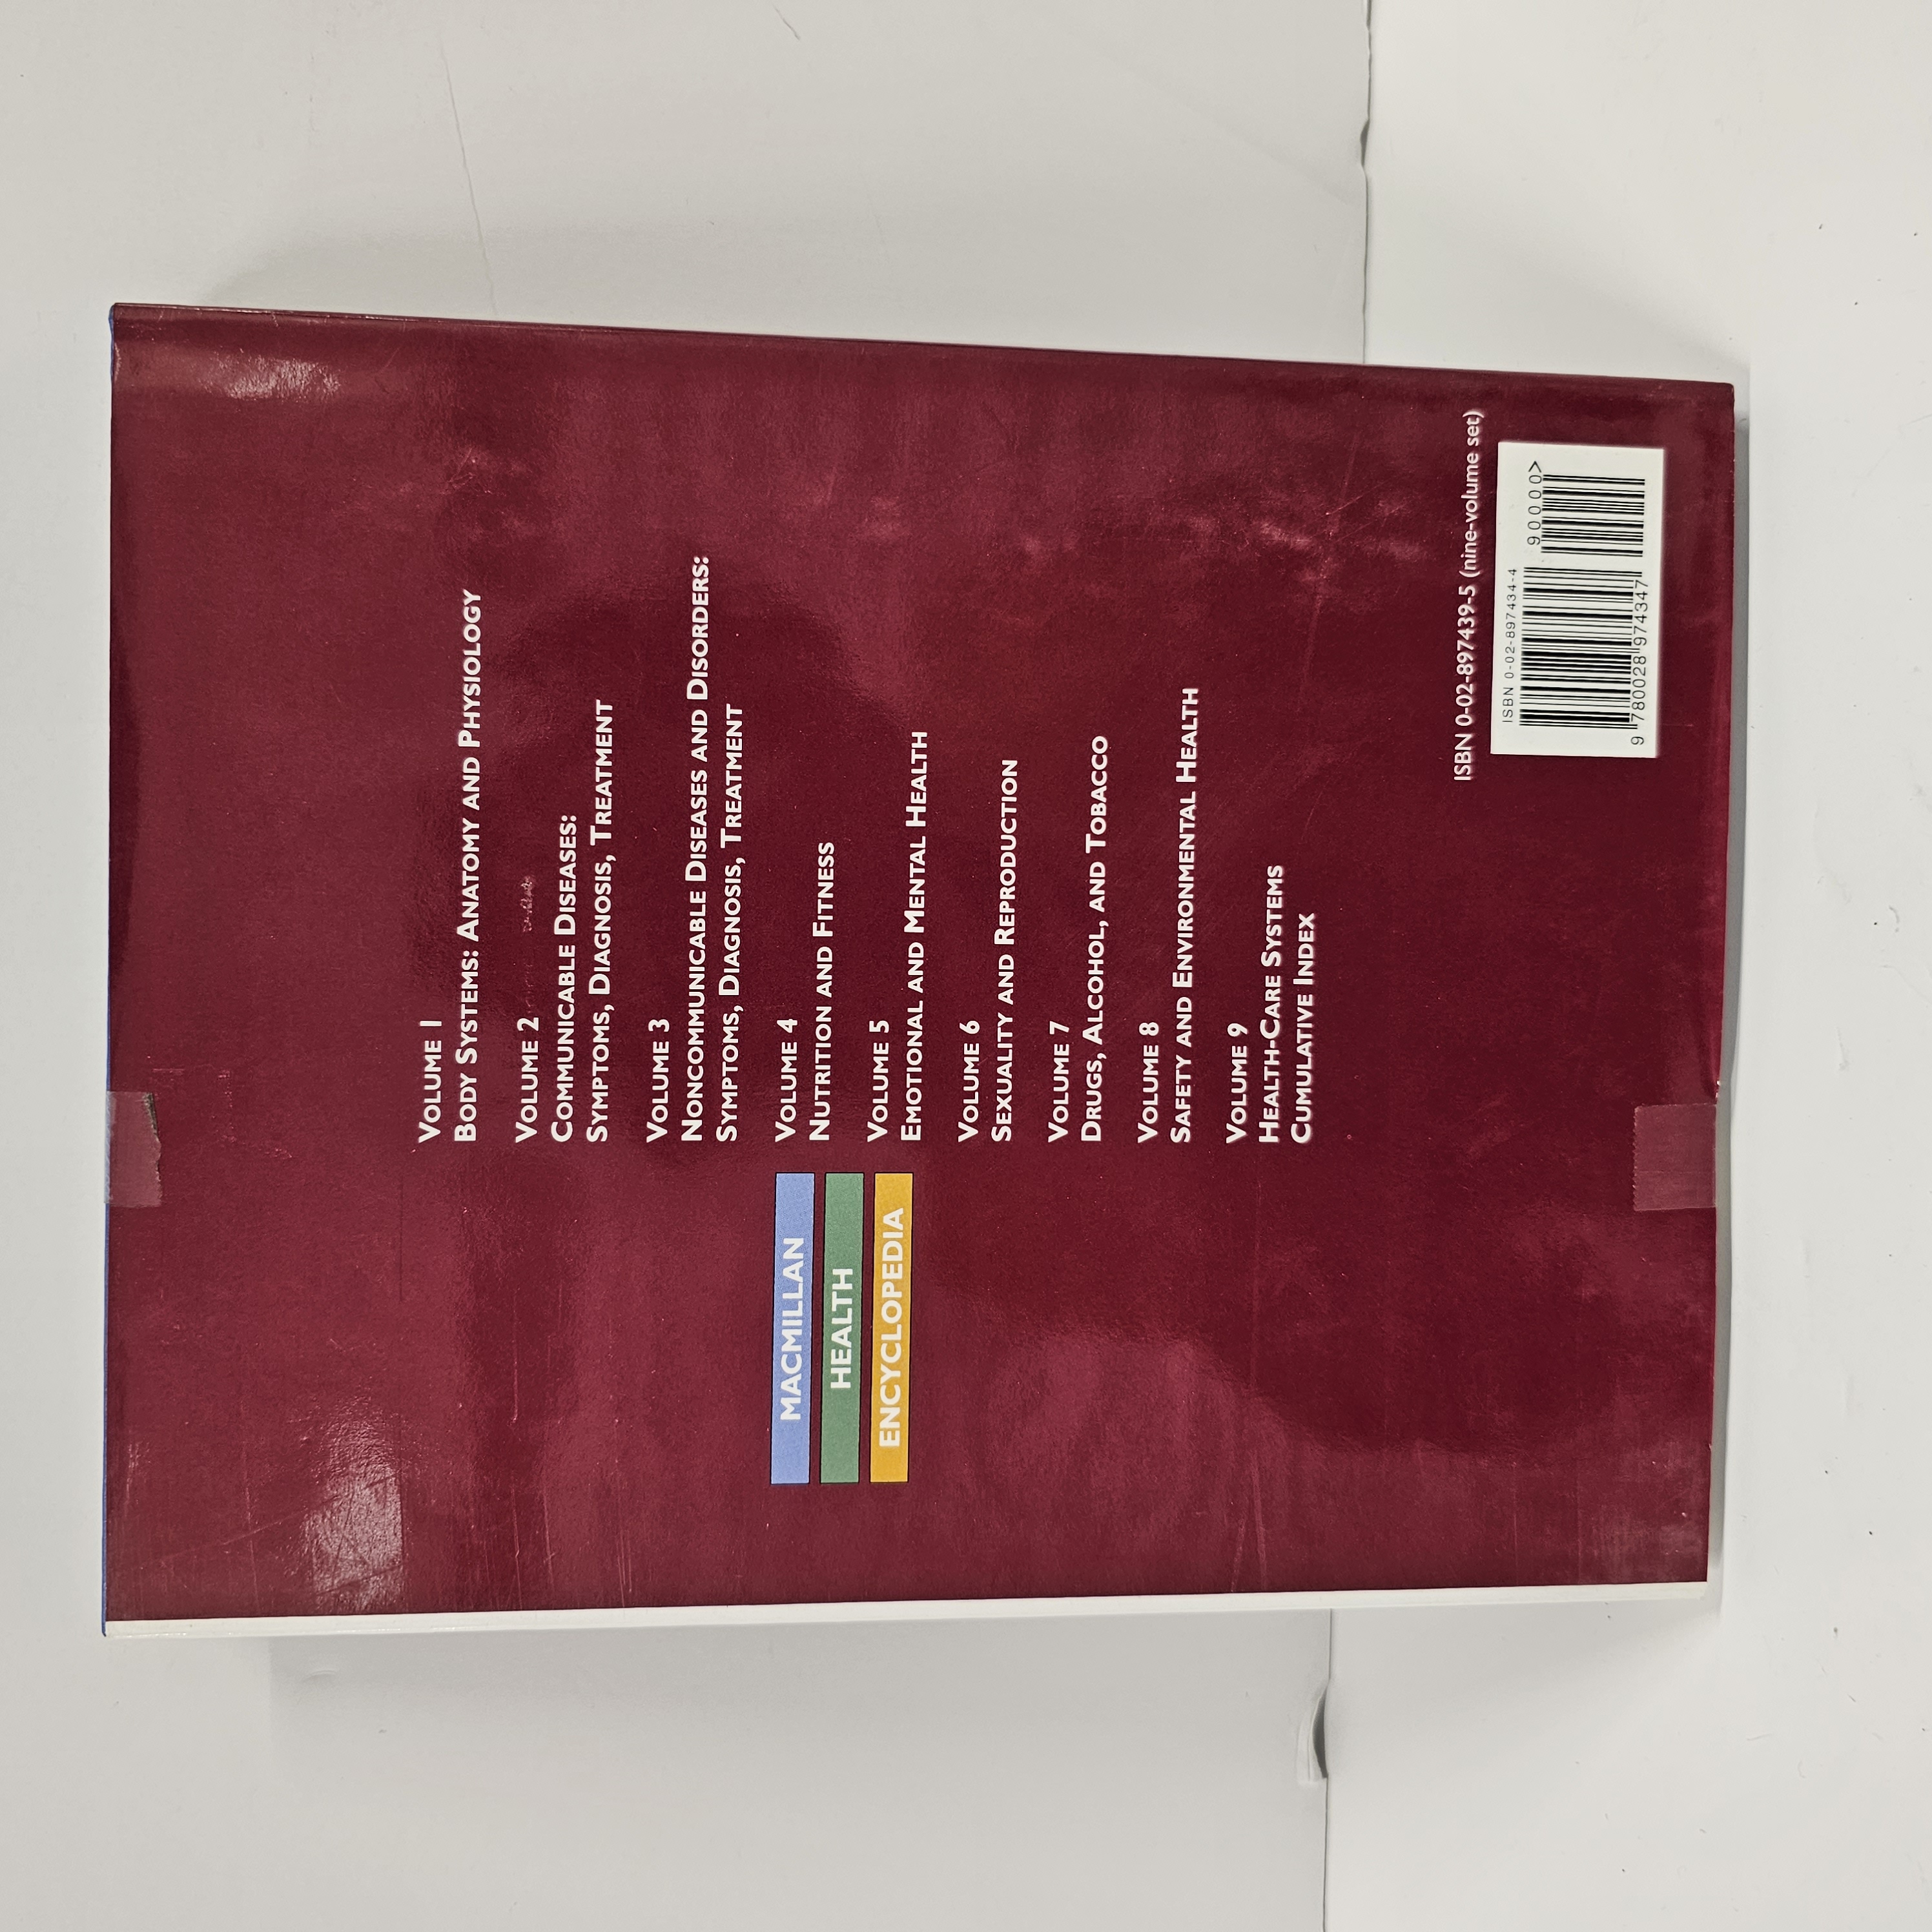 VOLUME 1
BODY SYSTEMS: ANATOMY AND PHYSIOLOGY
VOLUME 2
COMMUNICABLE DISEASES:
SYMPTOMS, DIAGNOSIS, TREATMENT
VOLUME 3
NONCOMMUNICABLE DISEASES AND DISORDERS:
SYMPTOMS, DIAGNOSIS, TREATMENT
MACMILLAN
HEALTH
ENCYCLOPEDIA
VOLUME 4
NUTRITION AND FITNESS
VOLUME 5
EMOTIONAL AND MENTAL HEALTH
VOLUME 6
SEXUALITY AND REPRODUCTION
VOLUME 7
DRUGS, ALCOHOL, AND TOBACCO
VOLUME 8
SAFETY AND ENVIRONMENTAL HEALTH
VOLUME 9
HEALTH-CARE SYSTEMS
CUMULATIVE INDEX
ISBN 0-02-897439-5 (nine-volume set)
ISBN 0-02-897434-4
90000>
9 780028 974347